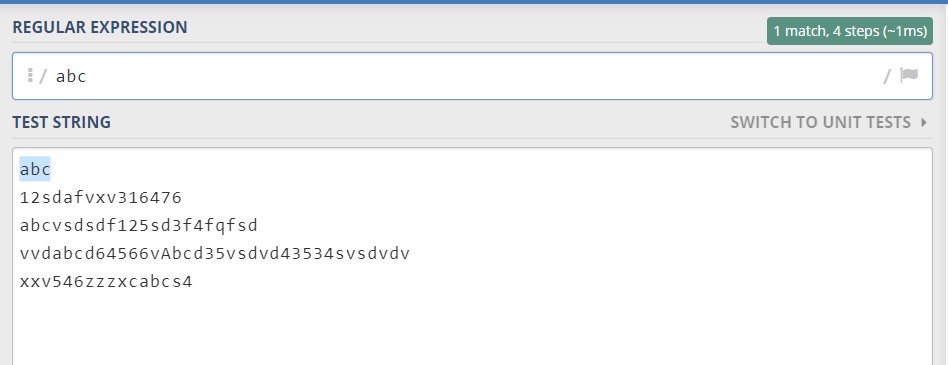 REGULAR EXPRESSION
1 match, 4 steps (~1ms)
/ abc /
TEST STRING
SWITCH TO UNIT TESTS
abc
12sdafvxv316476
abcvsdsdf125sd3f4fqfsd
vvdabcd64566vAbcd35vsdvd43534svsdvdv
xxv546zzzxcabcs4